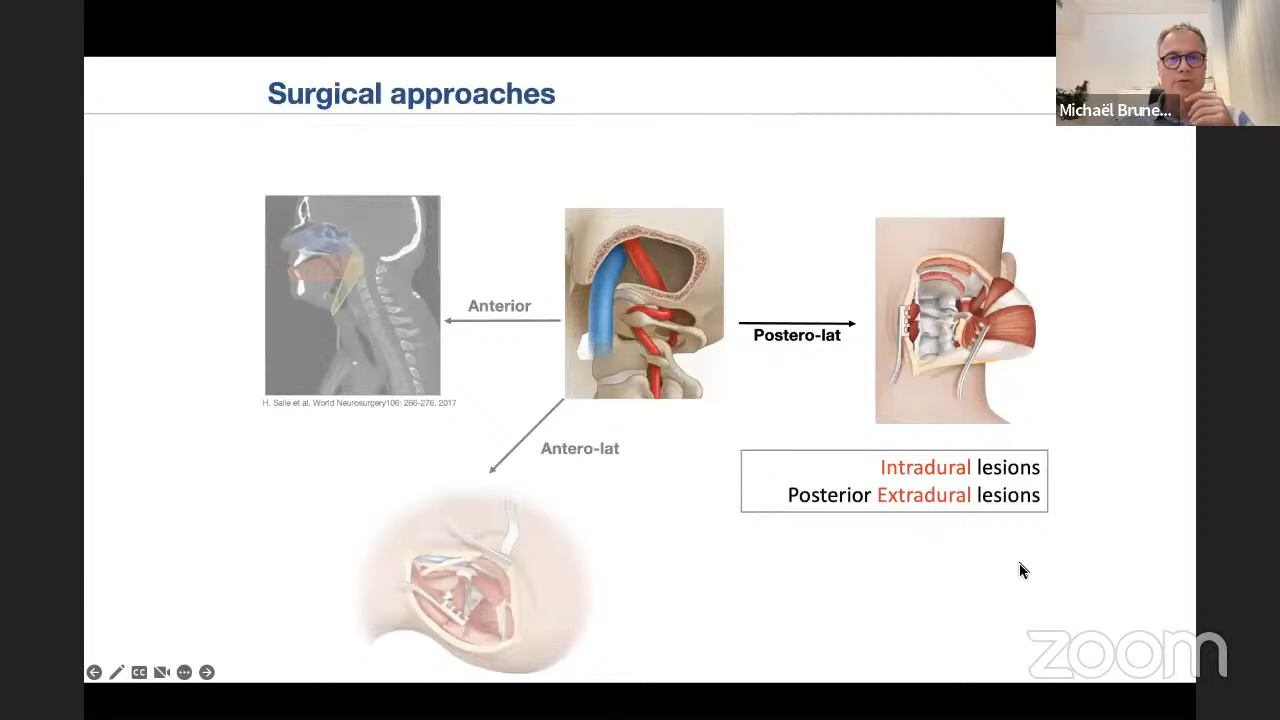 Surgical approaches
Michaël Brune...
Anterior
Postero-lat
H. Salle et al. World Neurosurgery106: 266-276, 2017
Antero-lat
Intradural lesions
Posterior Extradural lesions
CC
zoom